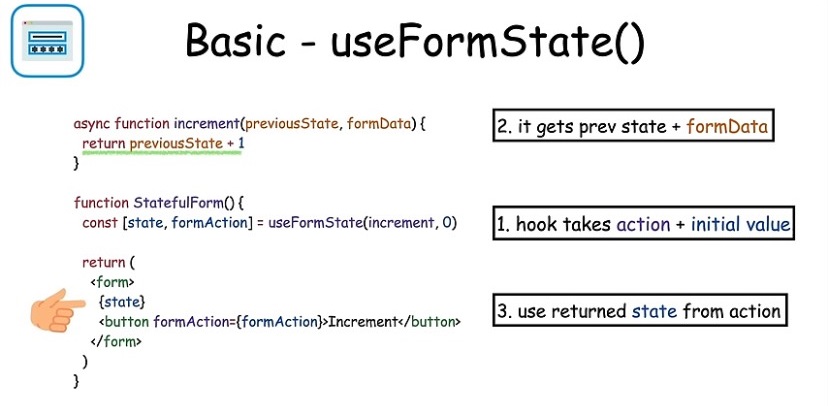 Basic - useFormState()
async function increment(previousState, formData) {
return previousState + 1
}
2. it gets prev state + formData
function StatefulForm() {
const [state, formAction] = useFormState(increment, 0)
1. hook takes action + initial value
return (
<form>
{state}
<button formAction={formAction}>Increment</button>
</form>
)
}
3. use returned state from action